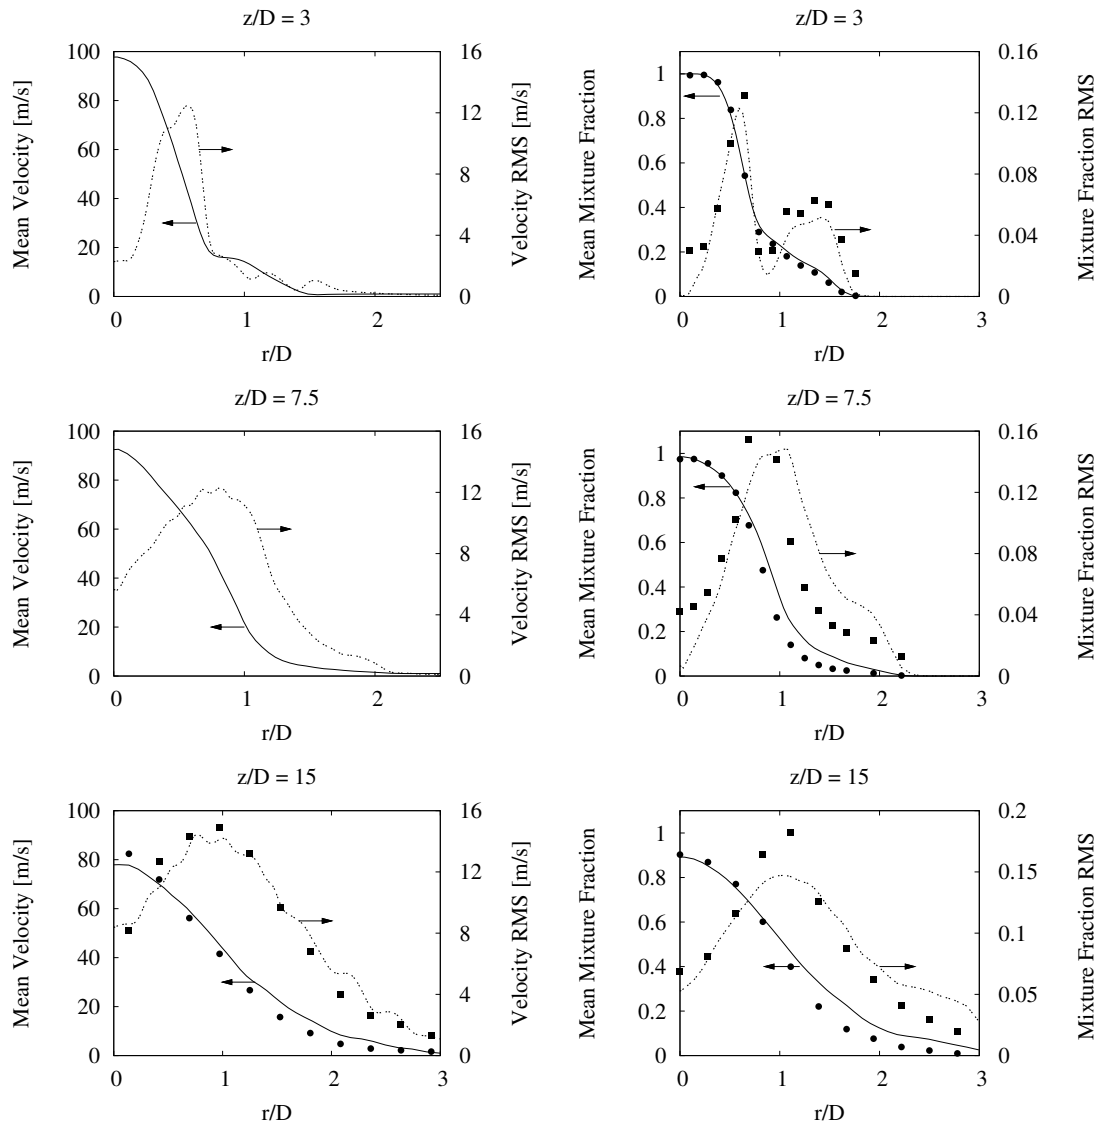 z/D = 3
z/D = 3
Mean Velocity [m/s]
100
80
60
40
20
0
16
12
8
4
0
Velocity RMS [m/s]
0 1 2
r/D
Mean Mixture Fraction
1
0.8
0.6
0.4
0.2
0
0.16
0.12
0.08
0.04
0
Mixture Fraction RMS
0 1 2 3
r/D
z/D = 7.5
z/D = 7.5
Mean Velocity [m/s]
100
80
60
40
20
0
16
12
8
4
0
Velocity RMS [m/s]
0 1 2
r/D
Mean Mixture Fraction
1
0.8
0.6
0.4
0.2
0
0.16
0.12
0.08
0.04
0
Mixture Fraction RMS
0 1 2 3
r/D
z/D = 15
z/D = 15
Mean Velocity [m/s]
100
80
60
40
20
0
16
12
8
4
0
Velocity RMS [m/s]
0 1 2 3
r/D
Mean Mixture Fraction
1
0.8
0.6
0.4
0.2
0
0.2
0.15
0.1
0.05
0
Mixture Fraction RMS
0 1 2 3
r/D